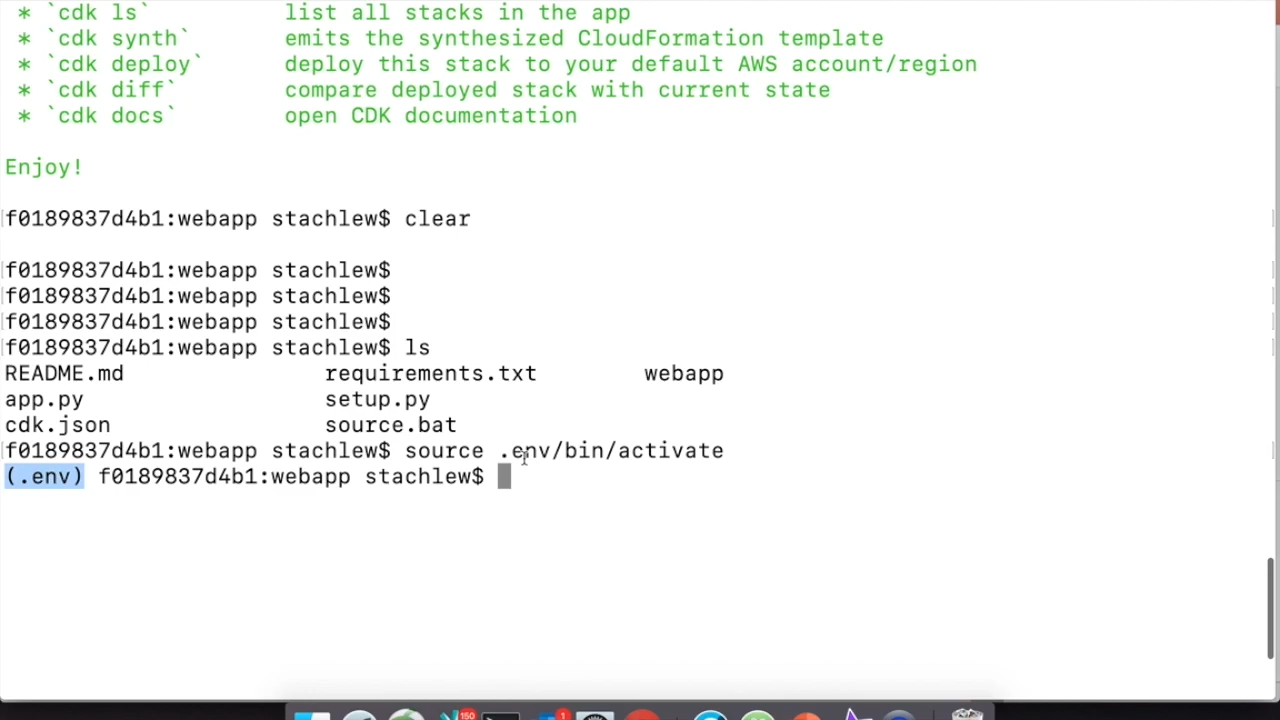 * `cdk ls`          list all stacks in the app
* `cdk synth`       emits the synthesized CloudFormation template
* `cdk deploy`      deploy this stack to your default AWS account/region
* `cdk diff`        compare deployed stack with current state
* `cdk docs`        open CDK documentation
Enjoy!
f0189837d4b1:webapp stachlew$ clear
f0189837d4b1:webapp stachlew$
f0189837d4b1:webapp stachlew$
f0189837d4b1:webapp stachlew$
f0189837d4b1:webapp stachlew$ ls
README.md               requirements.txt        webapp
app.py                  setup.py
cdk.json                source.bat
f0189837d4b1:webapp stachlew$ source .env/bin/activate
(.env) f0189837d4b1:webapp stachlew$
150
1